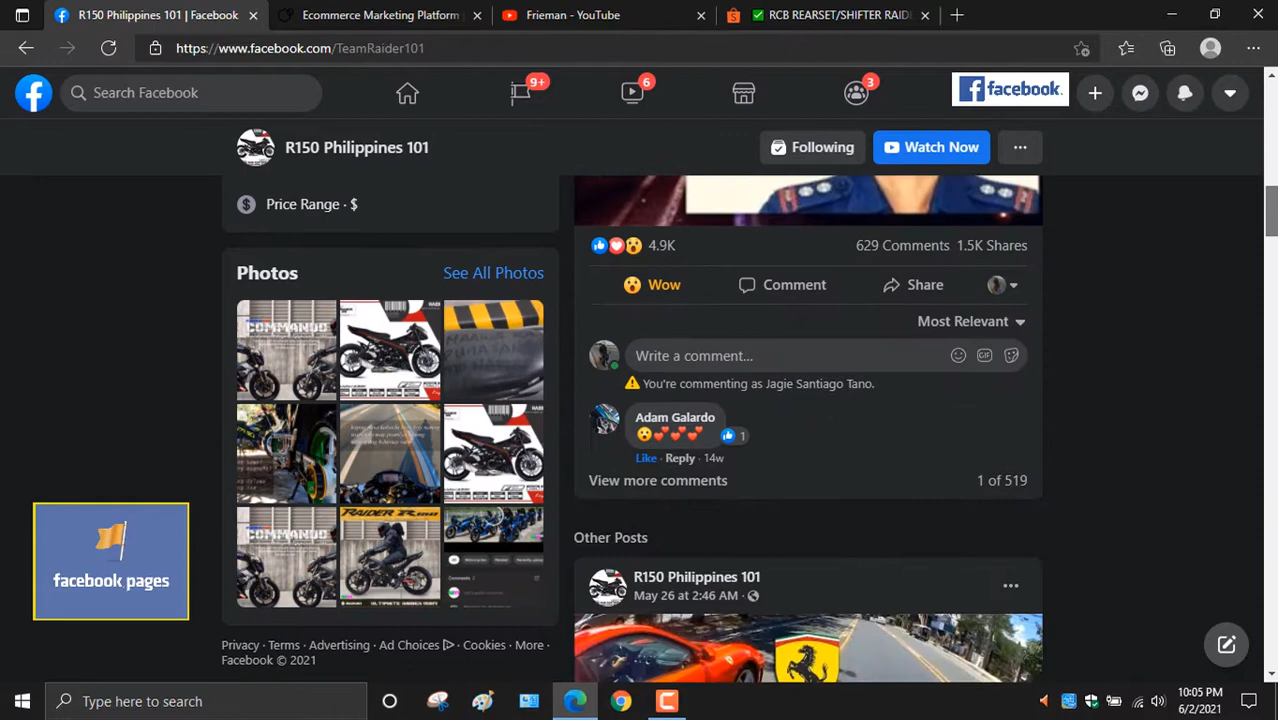 R150 Philippines 101 | Facebook
Ecommerce Marketing Platform
Frieman - YouTube
RCB REARSET/SHIFTER RAID
https://www.facebook.com/TeamRaider101
Search Facebook
9+
6
3
facebook.
R150 Philippines 101
Following
Watch Now
Price Range · $
4.9K
629 Comments 1.5K Shares
Photos
See All Photos
Wow
Comment
Share
COMMANDO
Most Relevant
Write a comment...
GIF
You're commenting as Jagie Santiago Tano.
Adam Galardo
1
Like · Reply · 14w
View more comments
1 of 519
COMMANDO
RAIDER R150
Other Posts
facebook pages
R150 Philippines 101
May 26 at 2:46 AM
Privacy · Terms · Advertising · Ad Choices · Cookies · More ·
Facebook © 2021
Type here to search
10:05 PM
6/2/2021